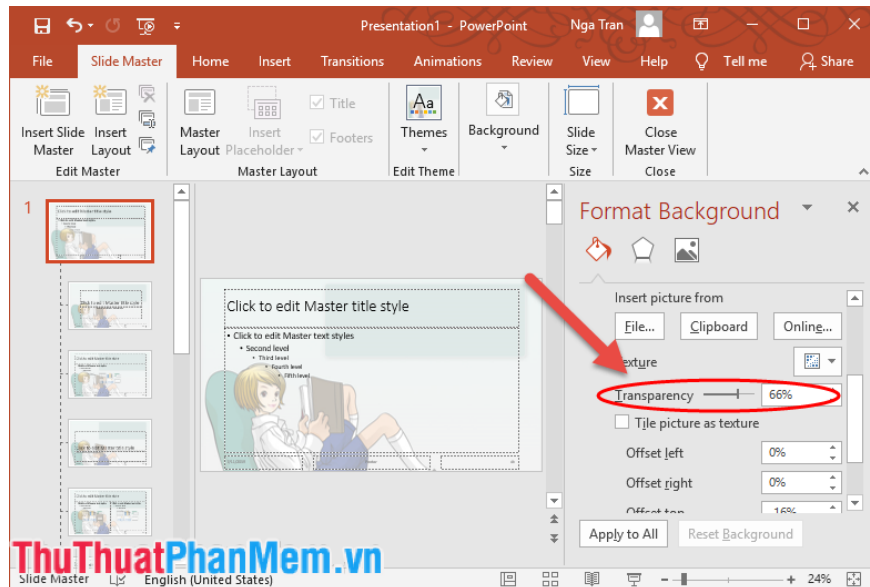 Presentation1 - PowerPoint Nga Tran
File Slide Master Home Insert Transitions Animations Review View Help Tell me Share
Insert Slide Master
Insert Layout
Edit Master
Master Layout
Insert Placeholder
Title
Footers
Master Layout
Themes
Edit Theme
Background
Slide Size
Size
Close Master View
Close
1
Click to edit Master title style
• Click to edit Master text styles
• Second level
• Third level
• Fourth level
• Fifth level
Format Background
Insert picture from
File... Clipboard Online...
Texture
Transparency 66%
Tile picture as texture
Offset left 0%
Offset right 0%
Offset top 16%
Apply to All Reset Background
ThuThuatPhanMem.vn
Slide Master English (United States) 24%